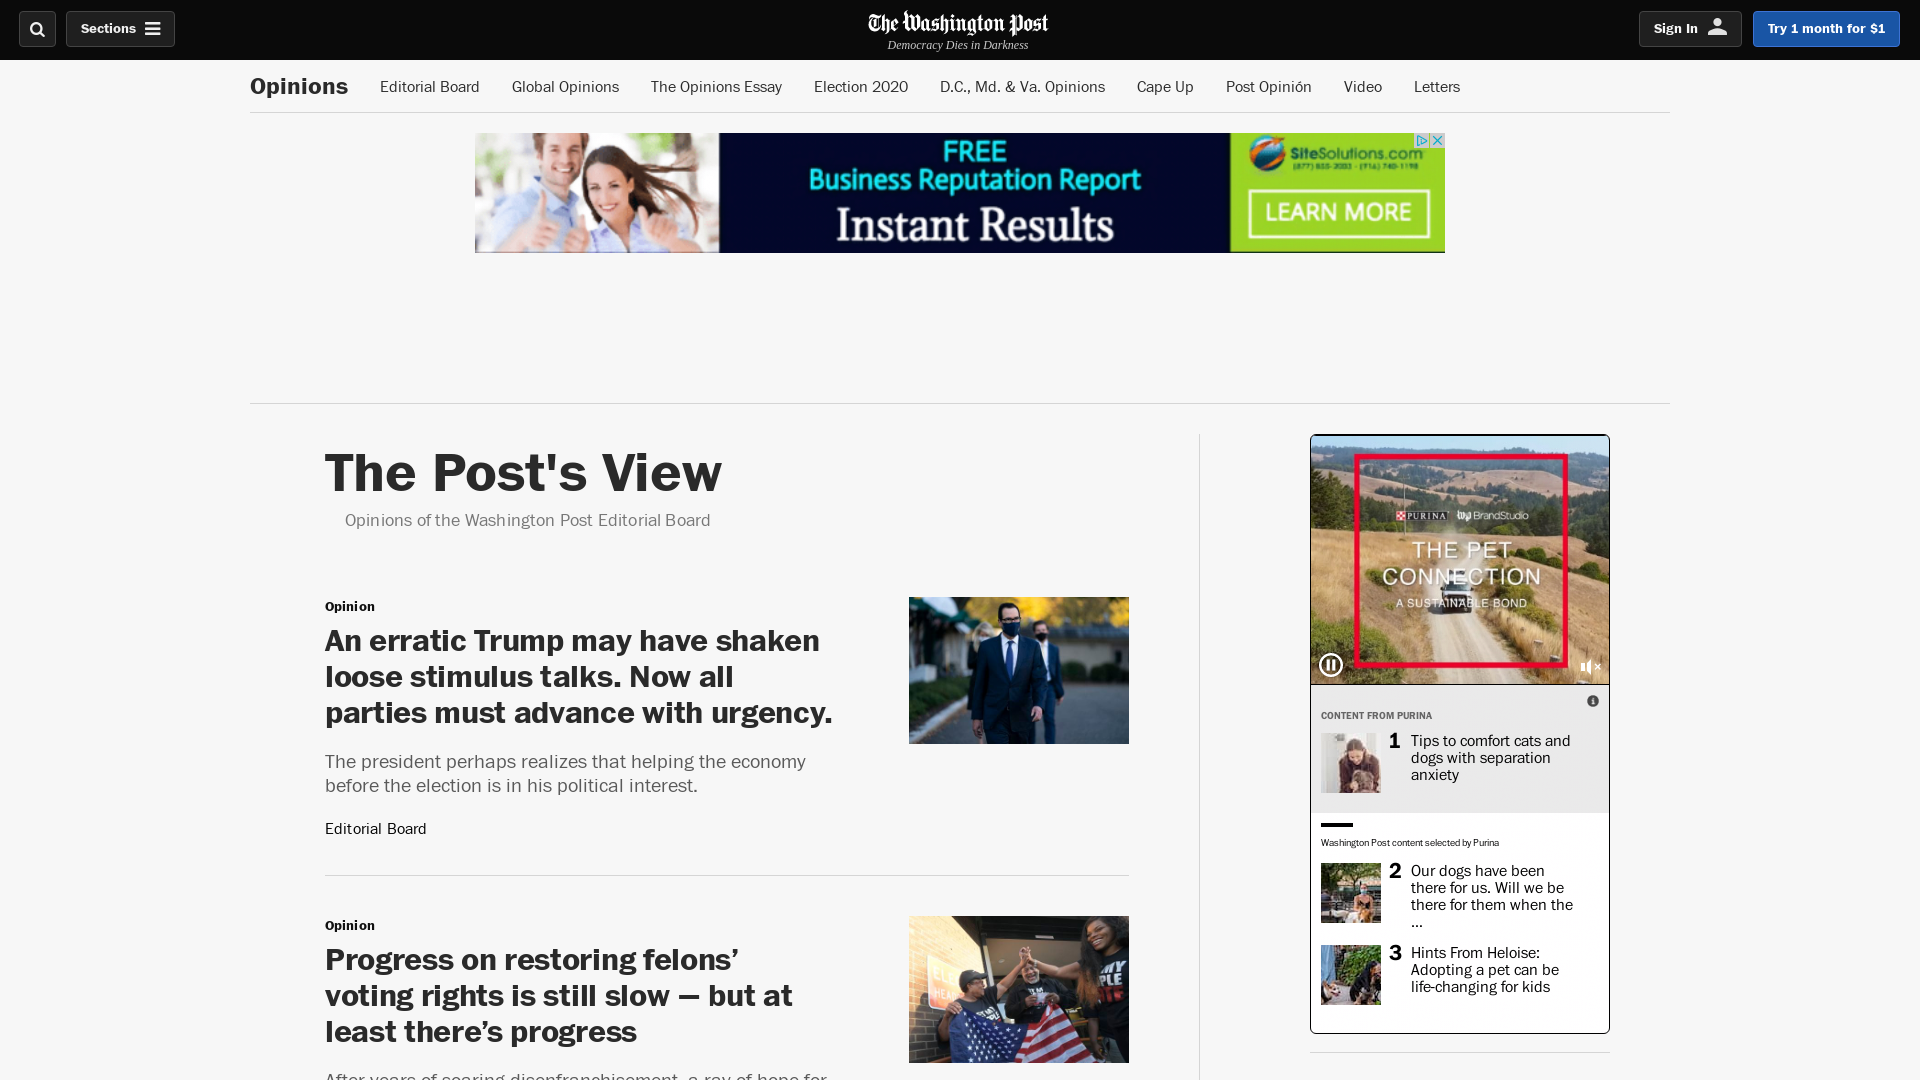 Sections
The Washington Post
Democracy Dies in Darkness
Sign In
Try 1 month for $1
Opinions
Editorial Board
Global Opinions
The Opinions Essay
Election 2020
D.C., Md. & Va. Opinions
Cape Up
Post Opinión
Video
Letters
FREE
Business Reputation Report
Instant Results
SiteSolutions.com
LEARN MORE
The Post's View
Opinions of the Washington Post Editorial Board
Opinion
An erratic Trump may have shaken
loose stimulus talks. Now all
parties must advance with urgency.
The president perhaps realizes that helping the economy
before the election is in his political interest.
Editorial Board
Opinion
Progress on restoring felons’
voting rights is still slow — but at
least there’s progress
After years of soaring disenfranchisement, a ray of hope for
PURINA
wp BrandStudio
THE PET
CONNECTION
A SUSTAINABLE BOND
CONTENT FROM PURINA
1 Tips to comfort cats and
dogs with separation
anxiety
Washington Post content selected by Purina
2 Our dogs have been
there for us. Will we be
there for them when the
...
3 Hints From Heloise:
Adopting a pet can be
life-changing for kids